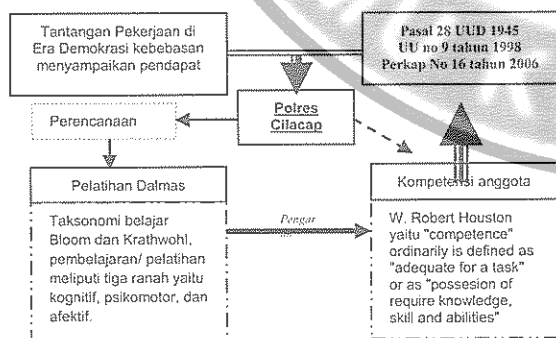 Tantangan Pekerjaan di
Era Demokrasi kebebasan
menyampaikan pendapat
Pasal 28 UUD 1945
UU no 9 tahun 1998
Perkap No 16 tahun 2006
Polres
Cilacap
Perencanaan
Pelatihan Dalmas
Kompetensi anggota
Taksonomi belajar
Bloom dan Krathwohl,
pembelajaran/ pelatihan
meliputi tiga ranah yaitu
kognitif, psikomotor, dan
afektif.
Pengar
W. Robert Houston
yaitu "competence"
ordinarily is defined as
"adequate for a task"
or as "possesion of
require knowledge,
skill and abilities"